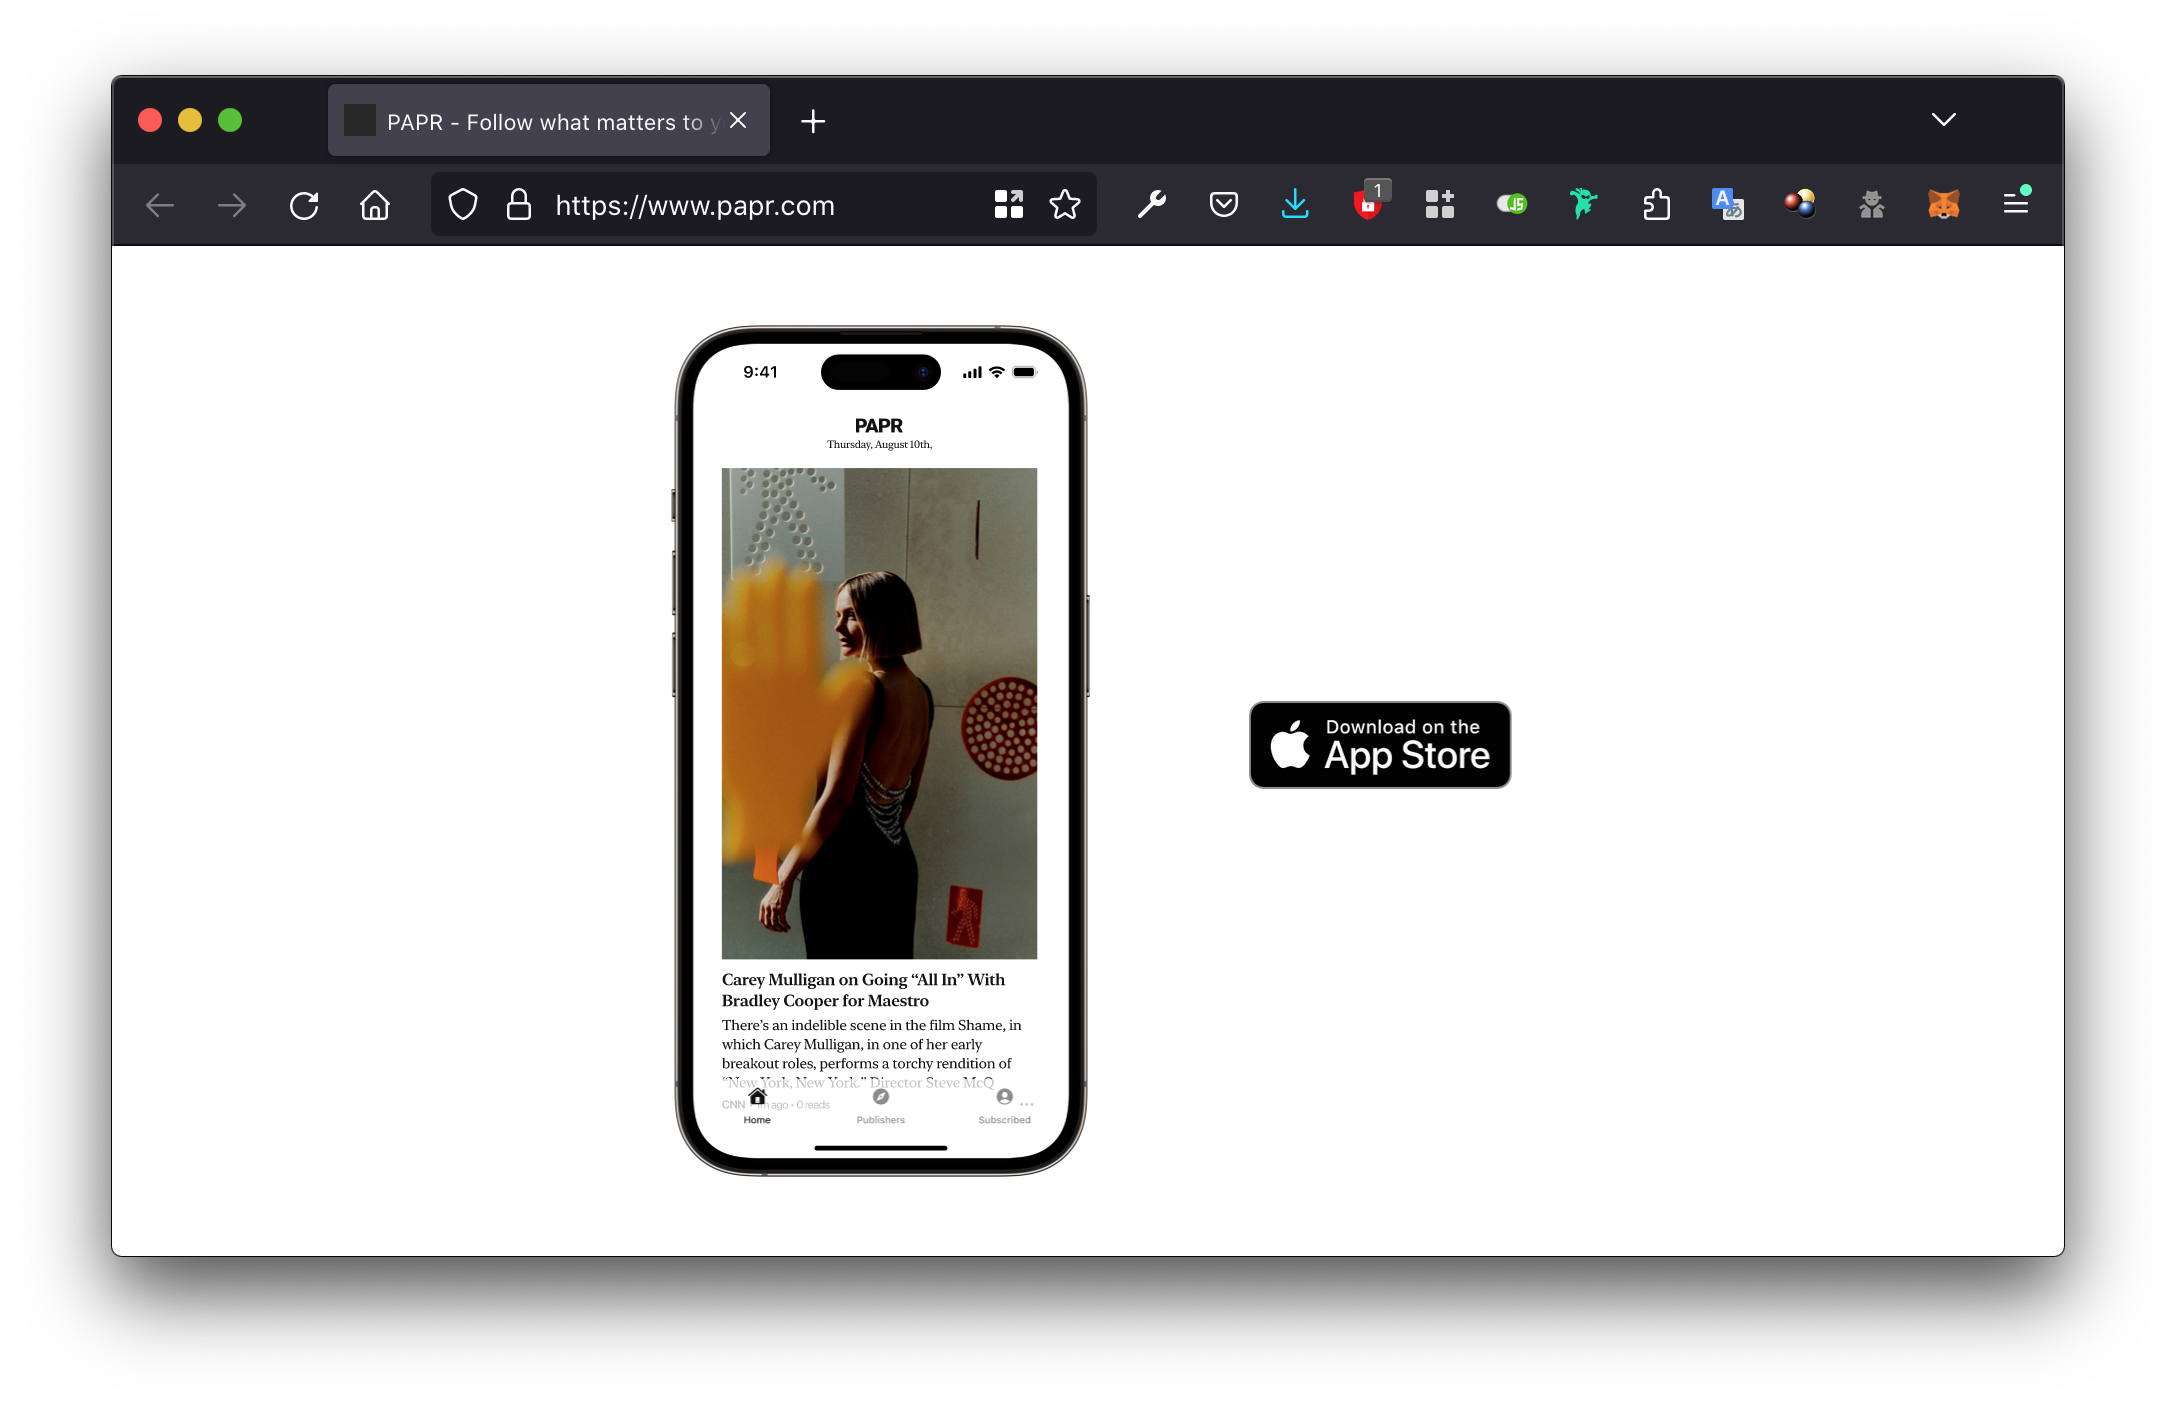 PAPR - Follow what matters to y
https://www.papr.com
1
JS
A
9:41
PAPR
Thursday, August 10th,
Carey Mulligan on Going “All In” With
Bradley Cooper for Maestro
There’s an indelible scene in the film Shame, in
which Carey Mulligan, in one of her early
breakout roles, performs a torchy rendition of
“New York, New York.” Director Steve McQ
CNN • 1m ago • 0 reads
Home
Publishers
Subscribed
Download on the
App Store